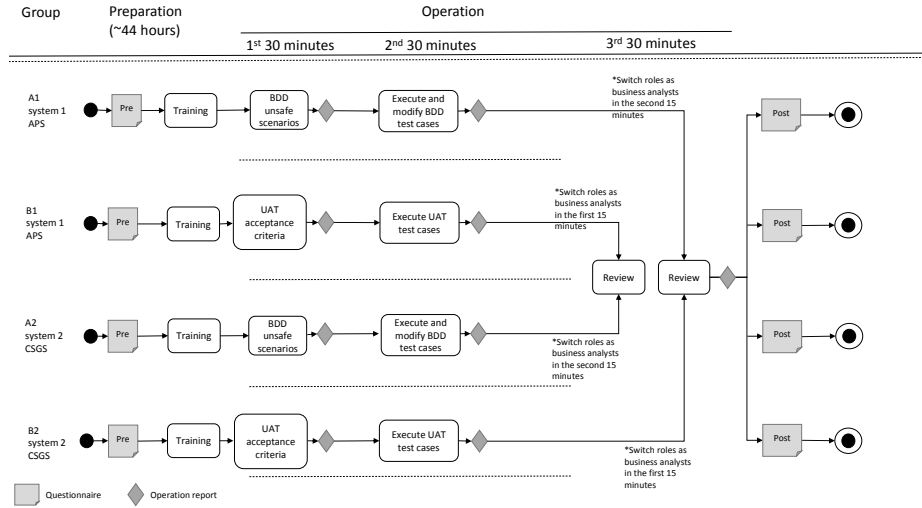 Group
Preparation
(~44 hours)
Operation
1st 30 minutes
2nd 30 minutes
3rd 30 minutes
A1
system 1
APS
Pre
Training
BDD
unsafe
scenarios
Execute and
modify BDD
test cases
*Switch roles as
business analysts
in the second 15
minutes
Post
B1
system 1
APS
Pre
Training
UAT
acceptance
criteria
Execute UAT
test cases
*Switch roles as
business analysts
in the first 15
minutes
Post
Review
Review
A2
system 2
CSGS
Pre
Training
BDD
unsafe
scenarios
Execute and
modify BDD
test cases
*Switch roles as
business analysts
in the second 15
minutes
Post
B2
system 2
CSGS
Pre
Training
UAT
acceptance
criteria
Execute UAT
test cases
*Switch roles as
business analysts
in the first 15
minutes
Post
Questionnaire
Operation report